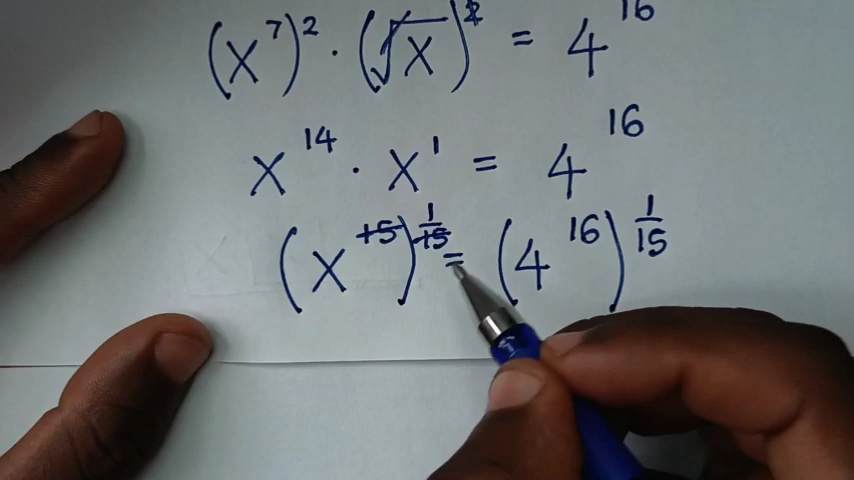 (x⁷)² · (√x)² = 4¹⁶
x¹⁴ · x¹ = 4¹⁶
(x¹⁵)^(1/15) = (4¹⁶)^(1/15)